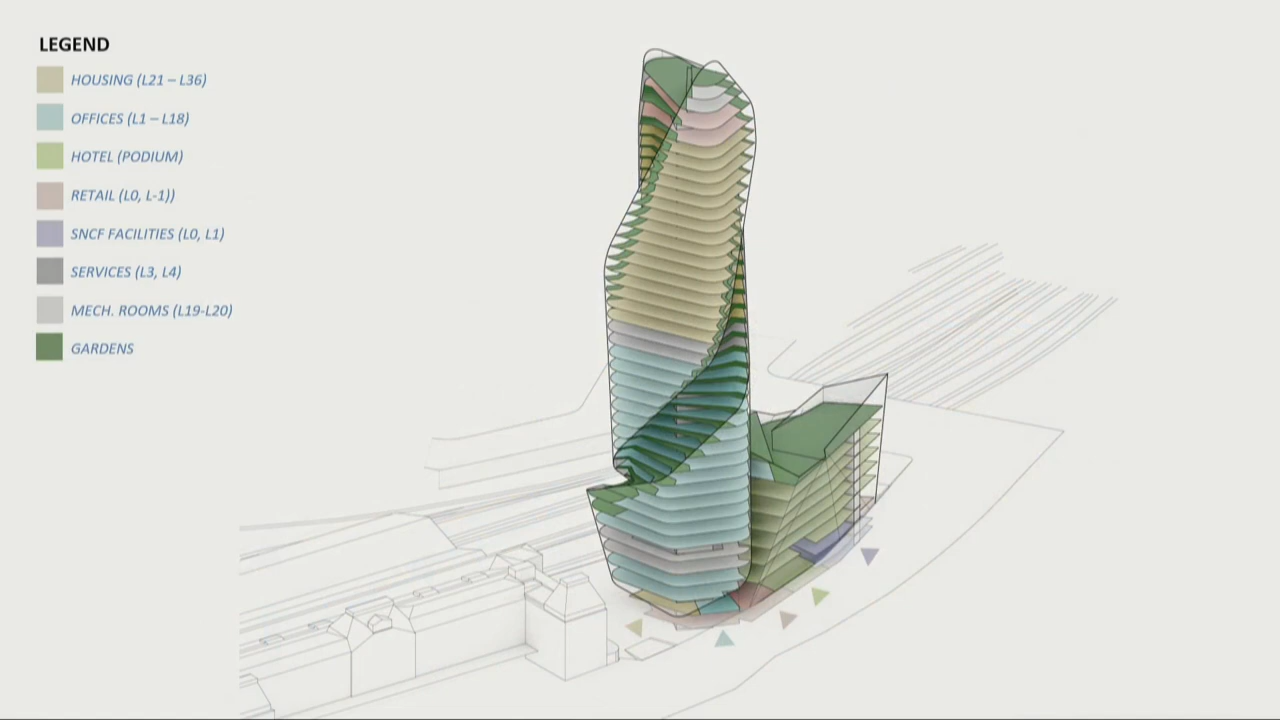 LEGEND
HOUSING (L21 – L36)
OFFICES (L1 – L18)
HOTEL (PODIUM)
RETAIL (L0, L-1))
SNCF FACILITIES (L0, L1)
SERVICES (L3, L4)
MECH. ROOMS (L19-L20)
GARDENS